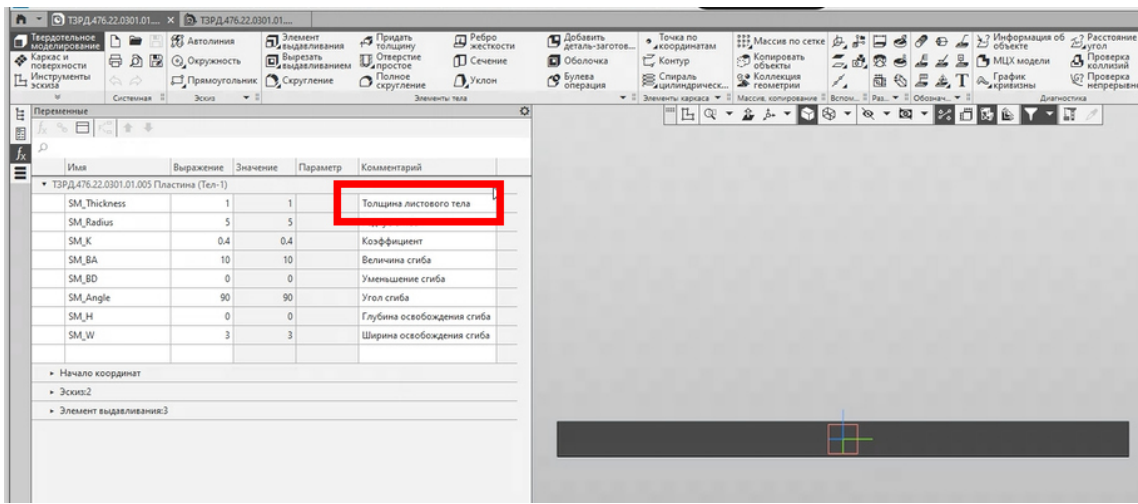 ТЗРД.476.22.0301.01.... × ТЗРД.476.22.0301.01....
Твердотельное моделирование
Каркас и поверхности
Инструменты эскиза
Системная
Автолиния
Окружность
Прямоугольник
Эскиз
Элемент выдавливания
Вырезать выдавливанием
Скругление
Придать толщину
Отверстие простое
Полное скругление
Ребро жесткости
Сечение
Уклон
Добавить деталь-заготов...
Оболочка
Булева операция
Элементы тела
Точка по координатам
Контур
Спираль цилиндрическ...
Элементы каркаса
Массив по сетке
Копировать объекты
Коллекция геометрии
Массив, копирование
Вспом...
Раз...
Обознач...
Информация об объекте
МЦХ модели
График кривизны
Расстояние и угол
Проверка коллизий
Проверка непрерывн
Диагностика
Переменные
Имя Выражение Значение Параметр Комментарий
ТЗРД.476.22.0301.01.005 Пластина (Тел-1)
SM_Thickness 1 1 Толщина листового тела
SM_Radius 5 5
SM_K 0.4 0.4 Коэффициент
SM_BA 10 10 Величина сгиба
SM_BD 0 0 Уменьшение сгиба
SM_Angle 90 90 Угол сгиба
SM_H 0 0 Глубина освобождения сгиба
SM_W 3 3 Ширина освобождения сгиба
Начало координат
Эскиз:2
Элемент выдавливания:3